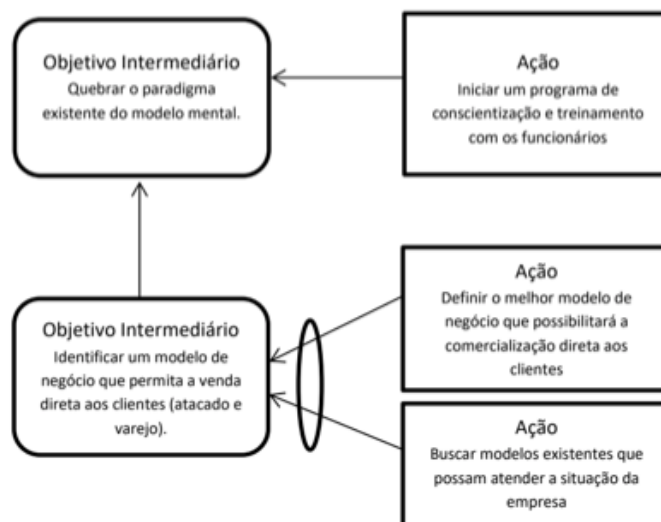 Objetivo Intermediário
Quebrar o paradigma
existente do modelo mental.
Ação
Iniciar um programa de
conscientização e treinamento
com os funcionários
Objetivo Intermediário
Identificar um modelo de
negócio que permita a venda
direta aos clientes (atacado e
varejo).
Ação
Definir o melhor modelo de
negócio que possibilitará a
comercialização direta aos
clientes
Ação
Buscar modelos existentes que
possam atender a situação da
empresa